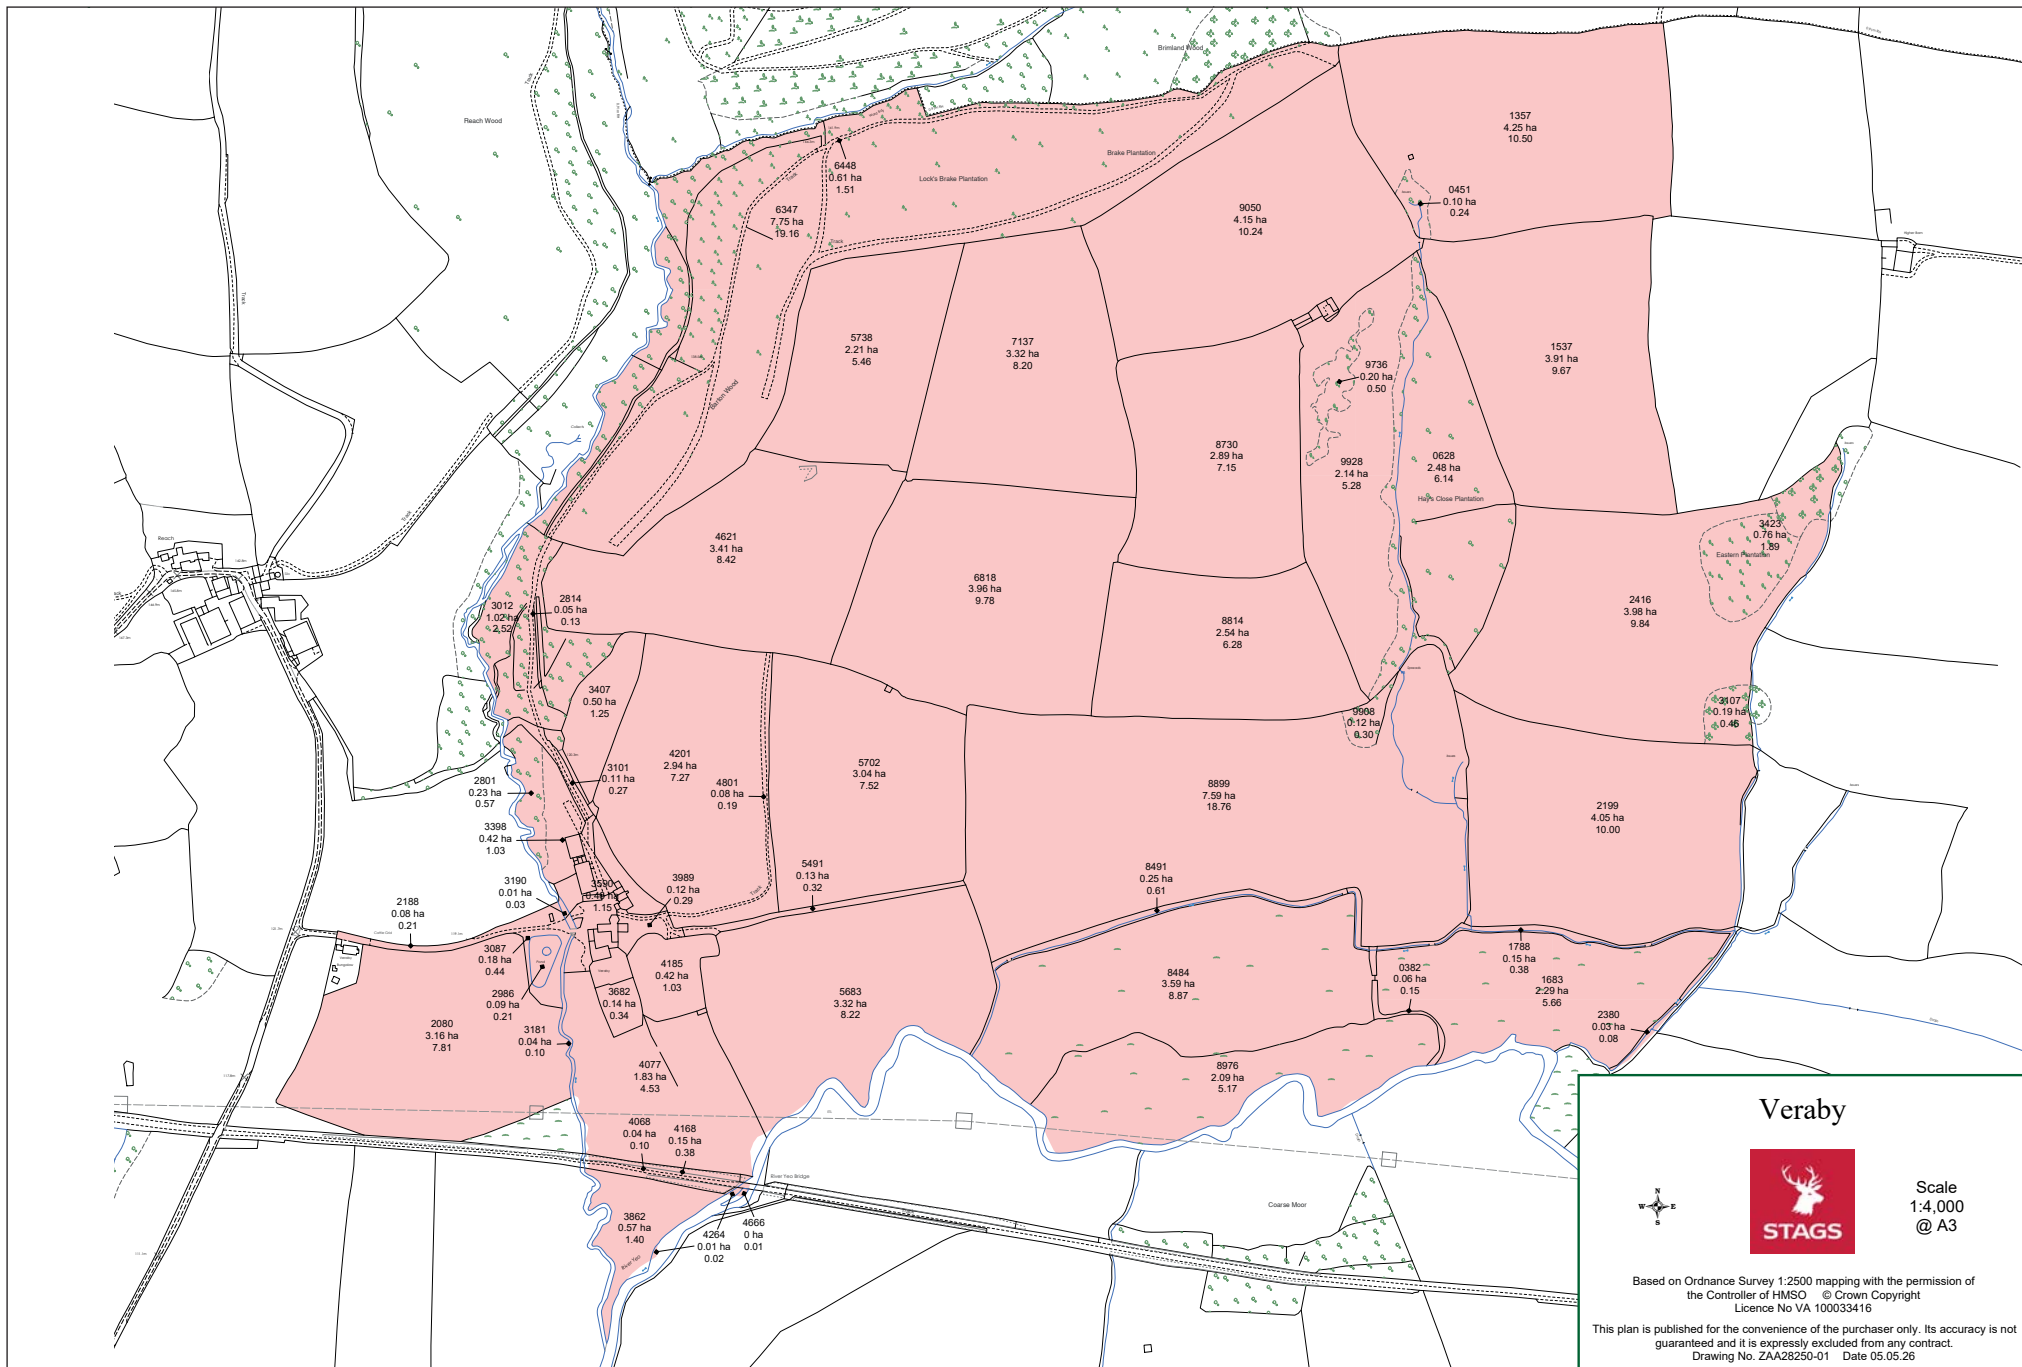 Brimland Wood
Track
Reach Wood
1357
4.25 ha
10.50
Brake Plantation
6448
0.61 ha
1.51
Lock's Brake Plantation
Track
0451
0.10 ha
0.24
6347
7.75 ha
19.16
9050
4.15 ha
10.24
Track
Higher Barn
Track
5738
2.21 ha
5.46
7137
3.32 ha
8.20
1537
3.91 ha
9.67
9736
0.20 ha
0.50
Barton Wood
8730
2.89 ha
7.15
9928
2.14 ha
5.28
0628
2.48 ha
6.14
Hay's Close Plantation
Track
4621
3.41 ha
8.42
3423
0.76 ha
1.89
Eastern Plantation
Reach
6818
3.96 ha
9.78
3012
1.02 ha
2.52
2814
0.05 ha
0.13
2416
3.98 ha
9.84
8814
2.54 ha
6.28
3407
0.50 ha
1.25
3107
0.19 ha
0.46
9908
0.12 ha
0.30
4201
2.94 ha
7.27
3101
0.11 ha
0.27
5702
3.04 ha
7.52
4801
0.08 ha
0.19
2801
0.23 ha
0.57
8899
7.59 ha
18.76
2199
4.05 ha
10.00
3398
0.42 ha
1.03
5491
0.13 ha
0.32
8491
0.25 ha
0.61
3190
0.01 ha
0.03
3590
1.15
3989
0.12 ha
0.29
Track
2188
0.08 ha
0.21
Cattle Grid
3087
0.18 ha
0.44
Veraby
Bungalow
Pond
Veraby
4185
0.42 ha
1.03
8484
3.59 ha
8.87
0382
0.06 ha
0.15
1788
0.15 ha
0.38
1683
2.29 ha
5.66
2986
0.09 ha
0.21
3682
0.14 ha
0.34
5683
3.32 ha
8.22
2080
3.16 ha
7.81
3181
0.04 ha
0.10
2380
0.03 ha
0.08
4077
1.83 ha
4.53
8976
2.09 ha
5.17
4068
0.04 ha
0.10
4168
0.15 ha
0.38
River Yeo Bridge
Coarse Moor
3862
0.57 ha
1.40
4264
0.01 ha
0.02
4666
0 ha
0.01
River Yeo
Veraby
N
W E
S
STAGS
Scale
1:4,000
@ A3
Based on Ordnance Survey 1:2500 mapping with the permission of
the Controller of HMSO © Crown Copyright
Licence No VA 100033416
This plan is published for the convenience of the purchaser only. Its accuracy is not
guaranteed and it is expressly excluded from any contract.
Drawing No. ZAA28250-01 Date 05.05.26